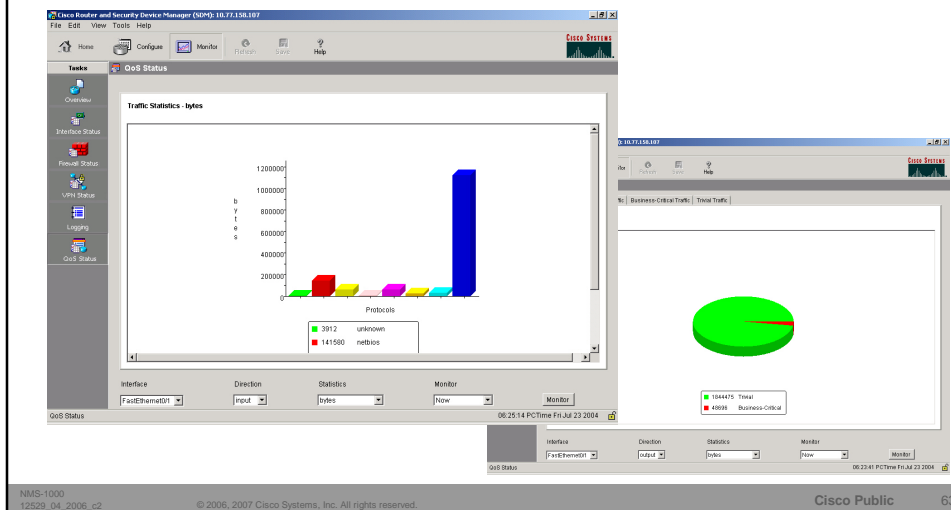 Cisco Router and Security Device Manager (SDM): 10.77.158.107
File Edit View Tools Help
Home Configure Monitor Refresh Save Help
CISCO SYSTEMS
Tasks
QoS Status
Overview
Interface Status
Firewall Status
VPN Status
Logging
QoS Status
Traffic Statistics - bytes
1200000
1000000
800000
600000
400000
200000
0
bytes
Protocols
3912 unknown
141580 netbios
Interface Direction Statistics Monitor
FastEthernet0/1 input bytes Now Monitor
QoS Status 06:25:14 PCTime Fri Jul 23 2004
): 10.77.158.107
Refresh Save Help
CISCO SYSTEMS
Business-Critical Traffic Trivial Traffic
1844475 Trivial
48696 Business-Critical
Interface Direction Statistics Monitor
FastEthernet0/1 output bytes Now Monitor
QoS Status 06:23:41 PCTime Fri Jul 23 2004
NMS-1000
12529_04_2006_c2
© 2006, 2007 Cisco Systems, Inc. All rights reserved.
Cisco Public